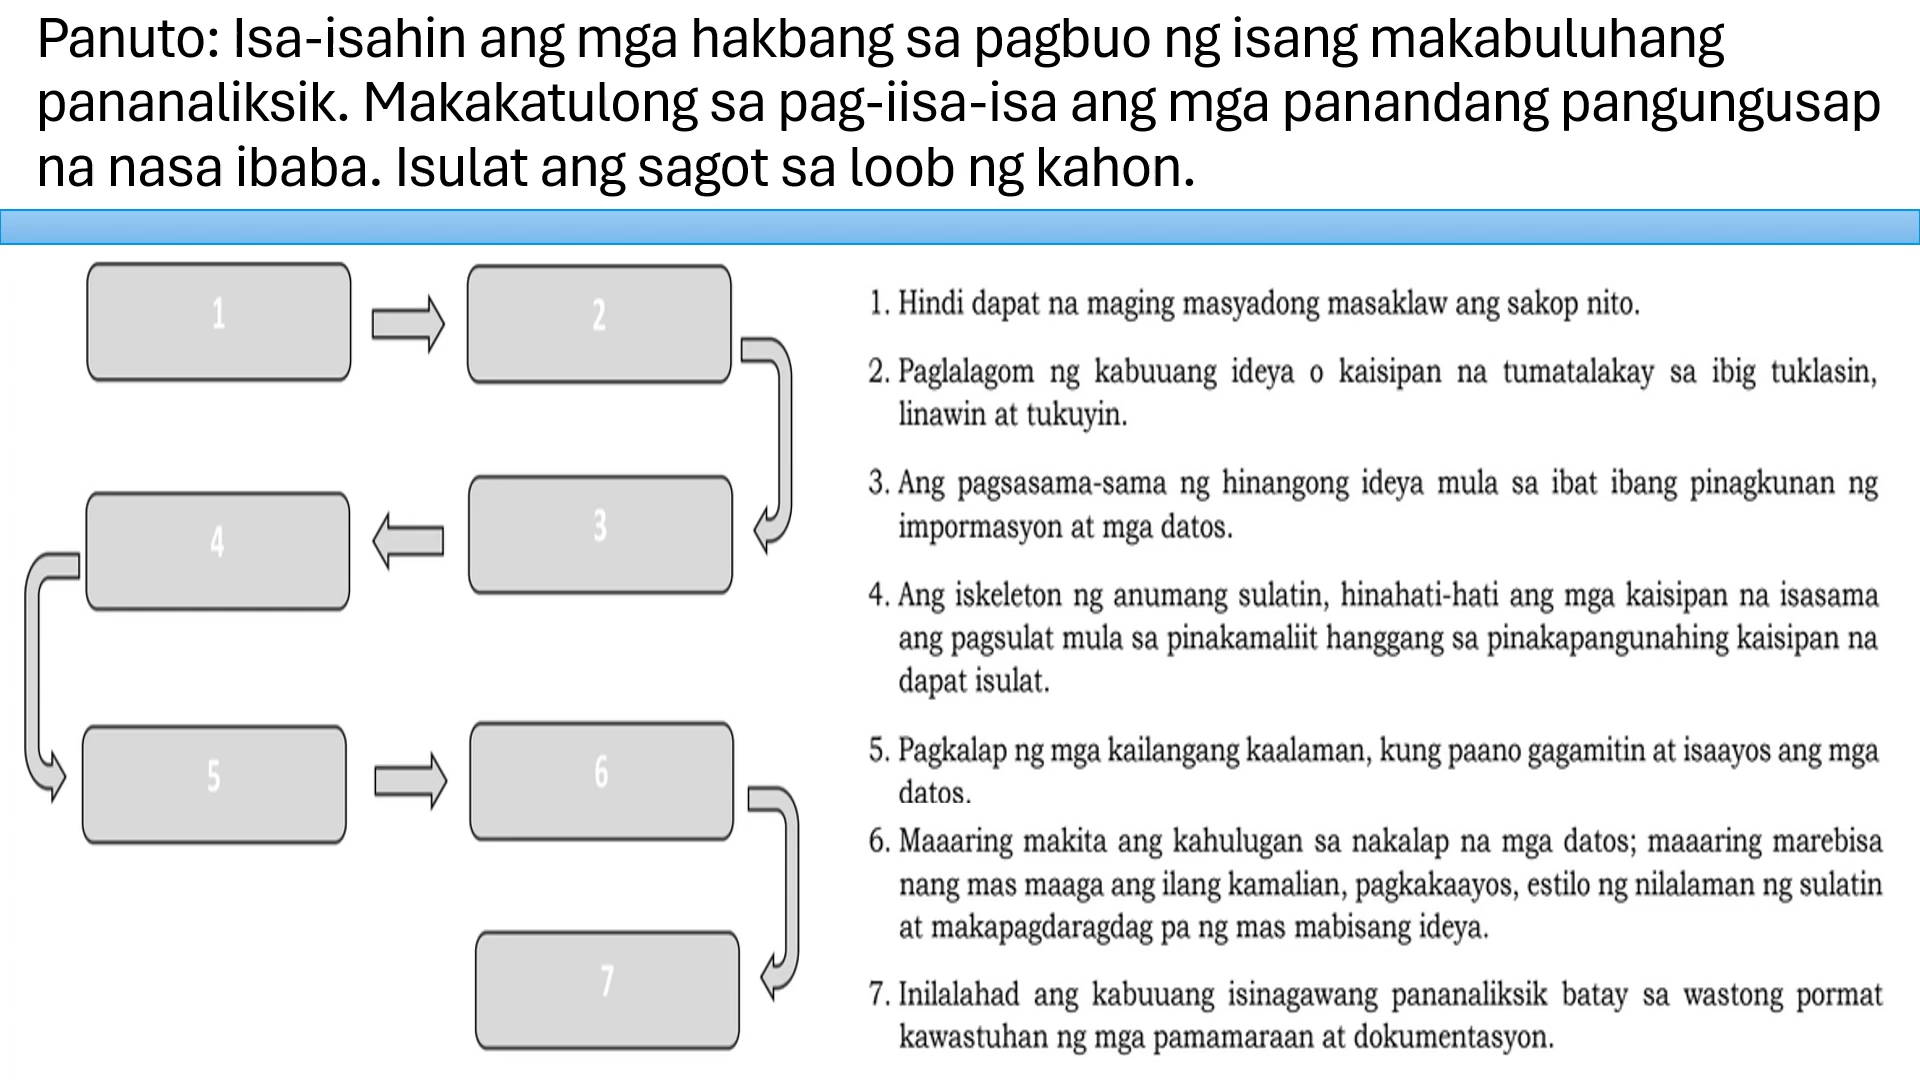 Panuto: Isa-isahin ang mga hakbang sa pagbuo ng isang makabuluhang
pananaliksik. Makakatulong sa pag-iisa-isa ang mga panandang pangungusap
na nasa ibaba. Isulat ang sagot sa loob ng kahon.
1
2
3
4
5
6
7
1. Hindi dapat na maging masyadong masaklaw ang sakop nito.
2. Paglalagom ng kabuuang ideya o kaisipan na tumatalakay sa ibig tuklasin,
linawin at tukuyin.
3. Ang pagsasama-sama ng hinangong ideya mula sa ibat ibang pinagkunan ng
impormasyon at mga datos.
4. Ang iskeleton ng anumang sulatin, hinahati-hati ang mga kaisipan na isasama
ang pagsulat mula sa pinakamaliit hanggang sa pinakapangunahing kaisipan na
dapat isulat.
5. Pagkalap ng mga kailangang kaalaman, kung paano gagamitin at isaayos ang mga
datos.
6. Maaaring makita ang kahulugan sa nakalap na mga datos; maaaring marebisa
nang mas maaga ang ilang kamalian, pagkakaayos, estilo ng nilalaman ng sulatin
at makapagdaragdag pa ng mas mabisang ideya.
7. Inilalahad ang kabuuang isinagawang pananaliksik batay sa wastong pormat
kawastuhan ng mga pamamaraan at dokumentasyon.